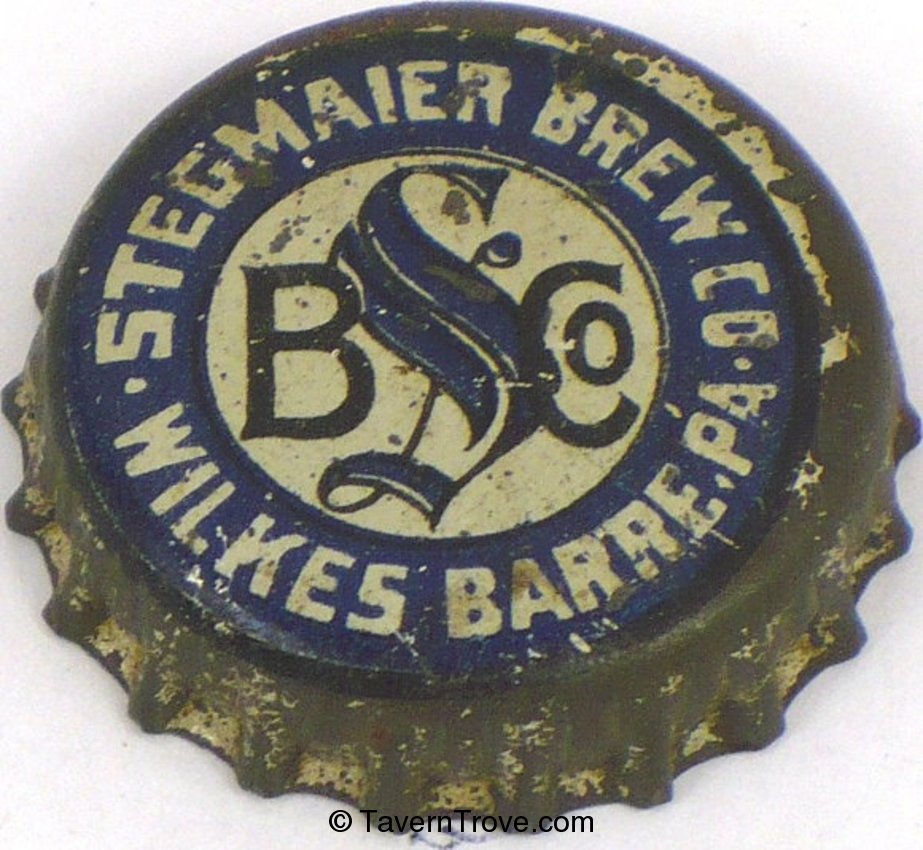 STEGMAIER BREW'G CO.
WILKES BARRE, PA.
B S Co
© TavernTrove.com